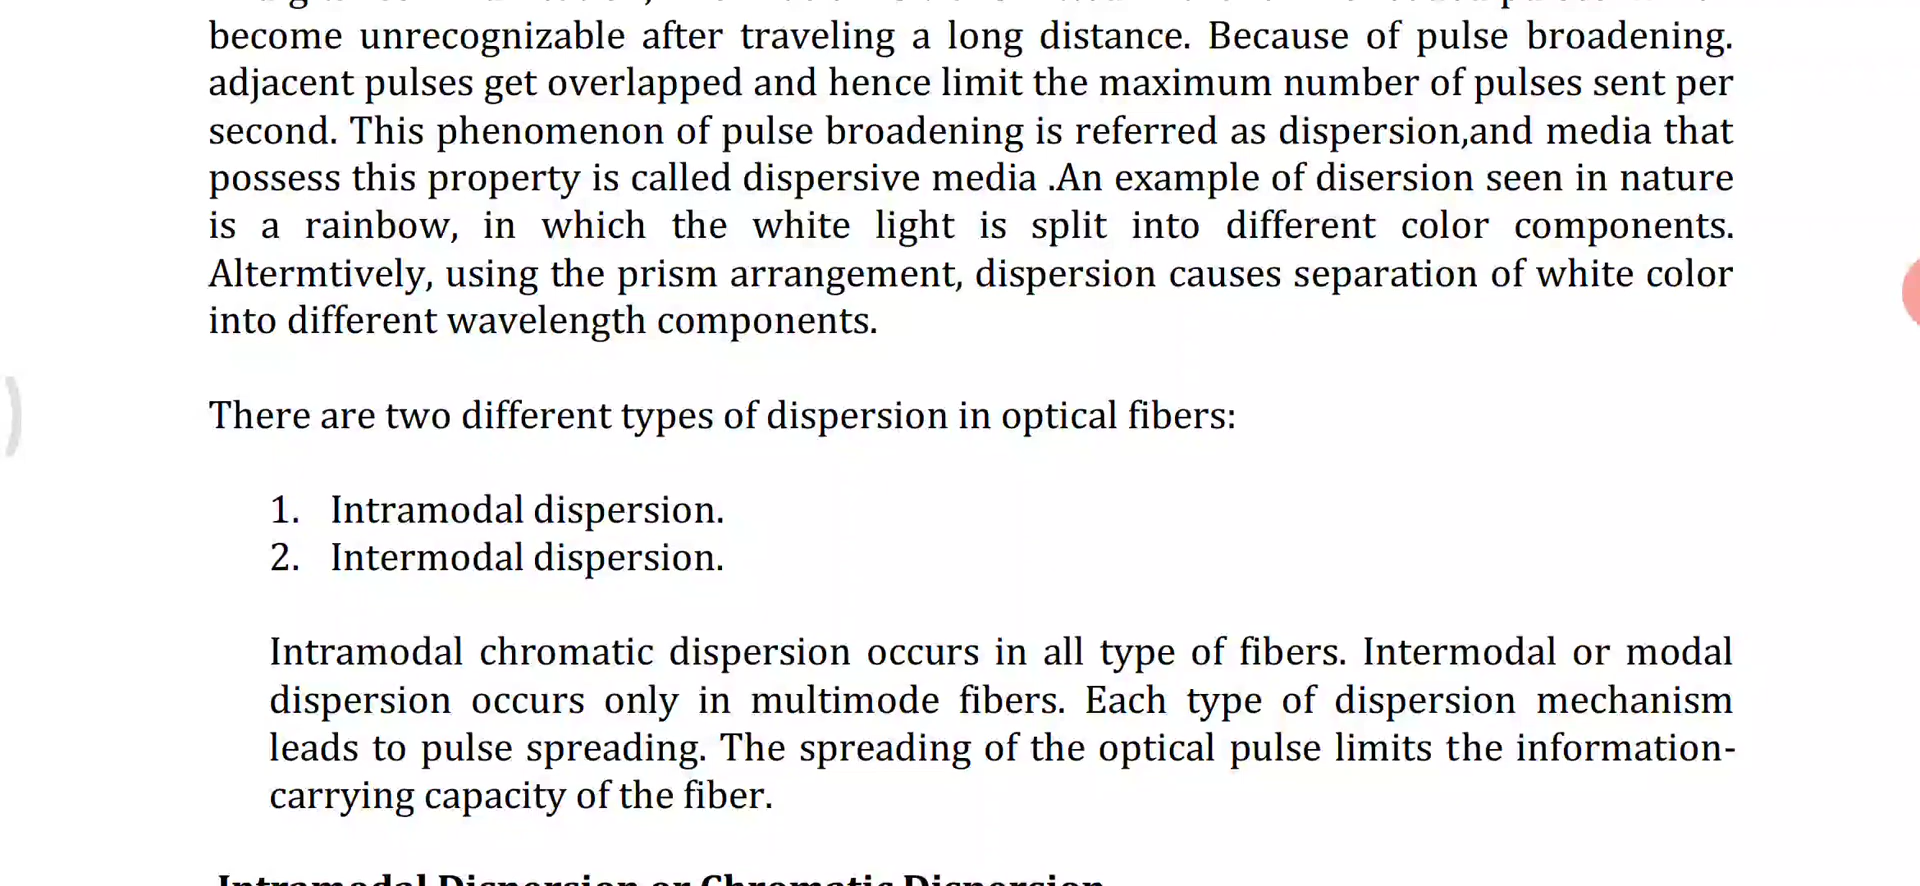 become unrecognizable after traveling a long distance. Because of pulse broadening.
adjacent pulses get overlapped and hence limit the maximum number of pulses sent per
second. This phenomenon of pulse broadening is referred as dispersion,and media that
possess this property is called dispersive media .An example of disersion seen in nature
is a rainbow, in which the white light is split into different color components.
Altermtively, using the prism arrangement, dispersion causes separation of white color
into different wavelength components.
There are two different types of dispersion in optical fibers:
1. Intramodal dispersion.
2. Intermodal dispersion.
Intramodal chromatic dispersion occurs in all type of fibers. Intermodal or modal
dispersion occurs only in multimode fibers. Each type of dispersion mechanism
leads to pulse spreading. The spreading of the optical pulse limits the information-
carrying capacity of the fiber.
Intramodal Dispersion or Chromatic Dispersion